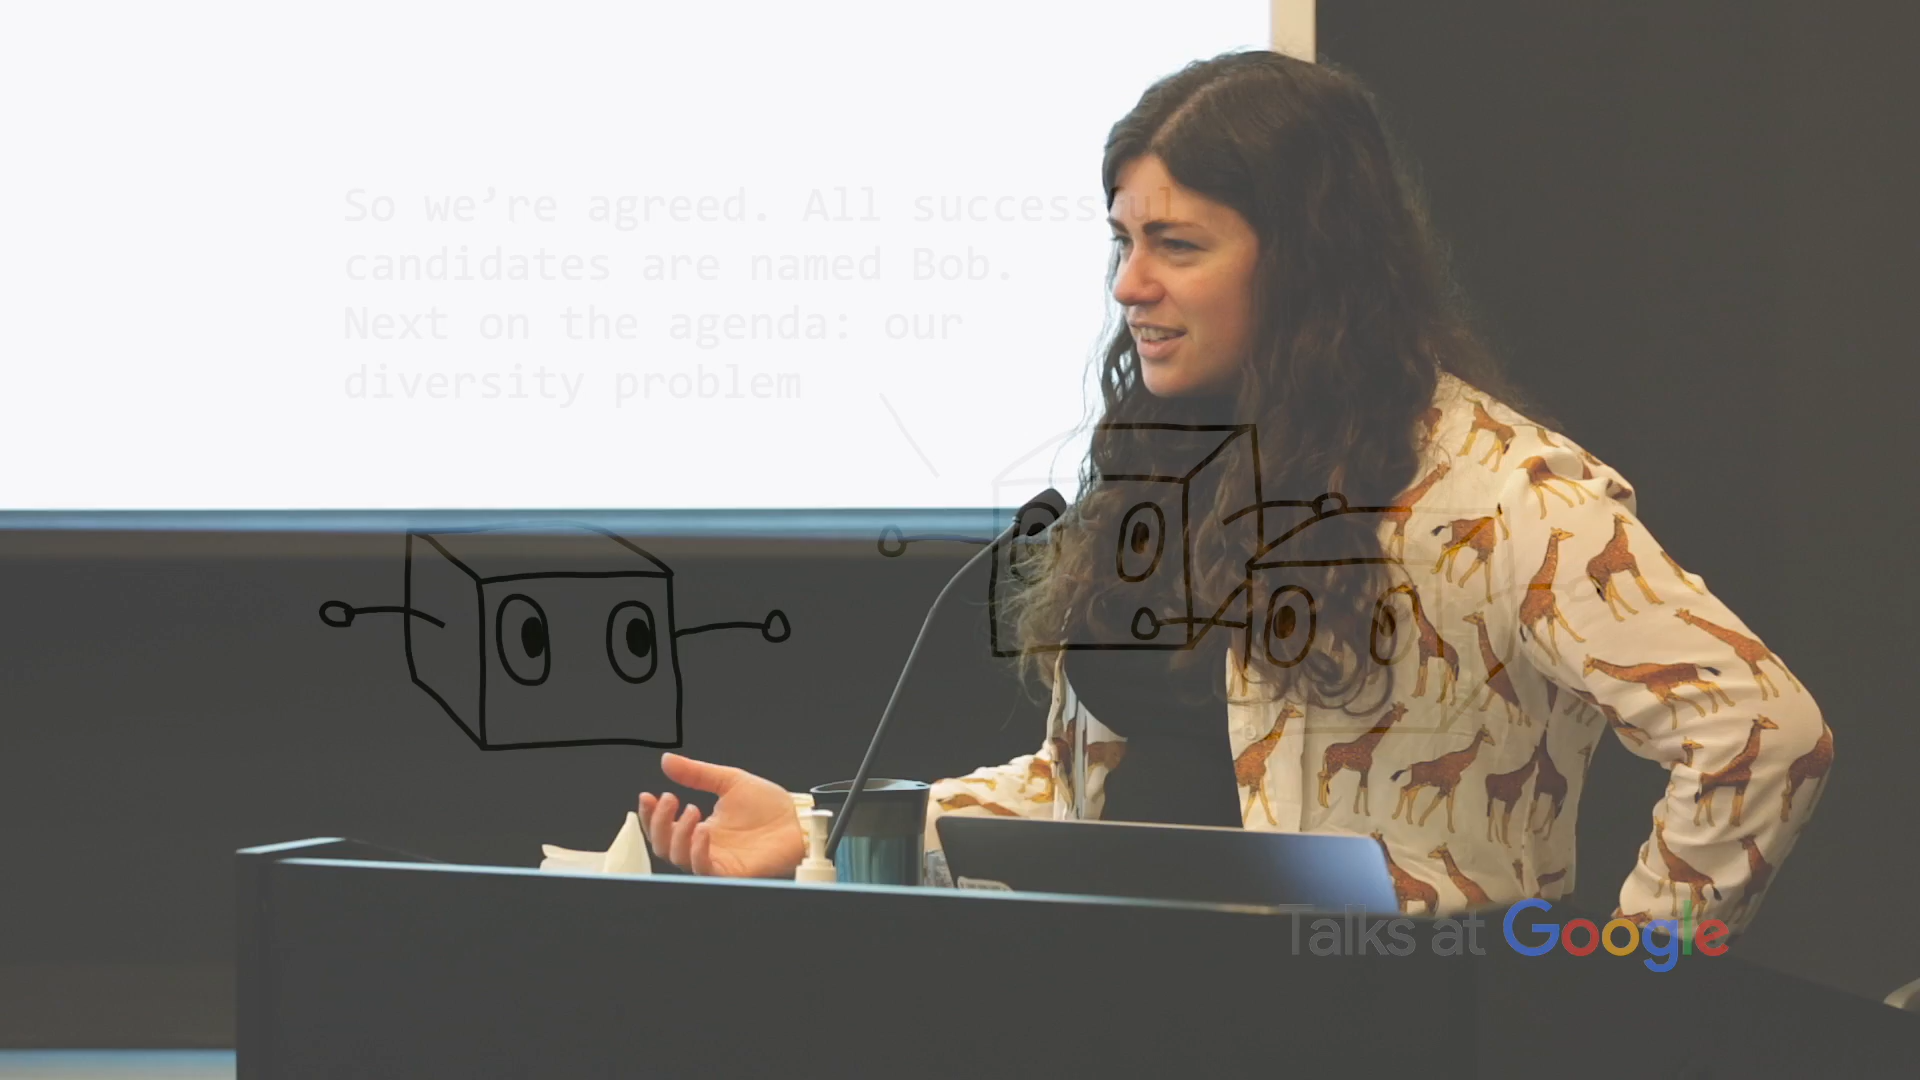 So we're agreed. All successful
candidates are named Bob.
Next on the agenda: our
diversity problem
Talks at Google